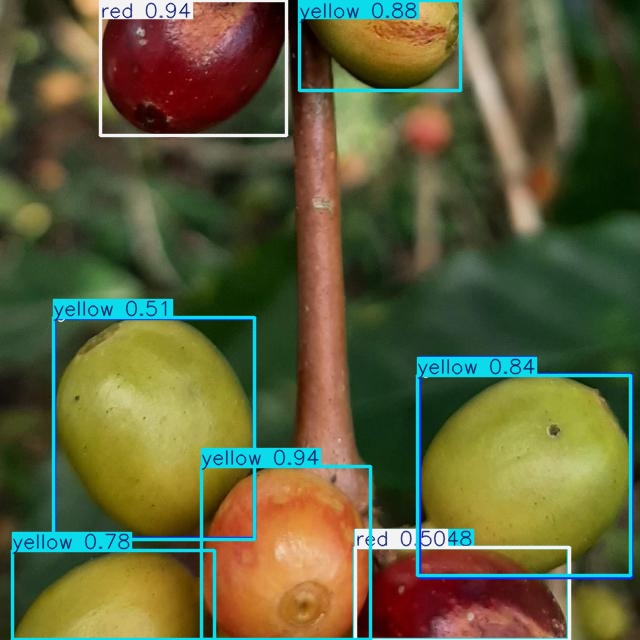 red 0.94
yellow 0.88
yellow 0.51
yellow 0.84
yellow 0.94
yellow 0.78
red 0.5048